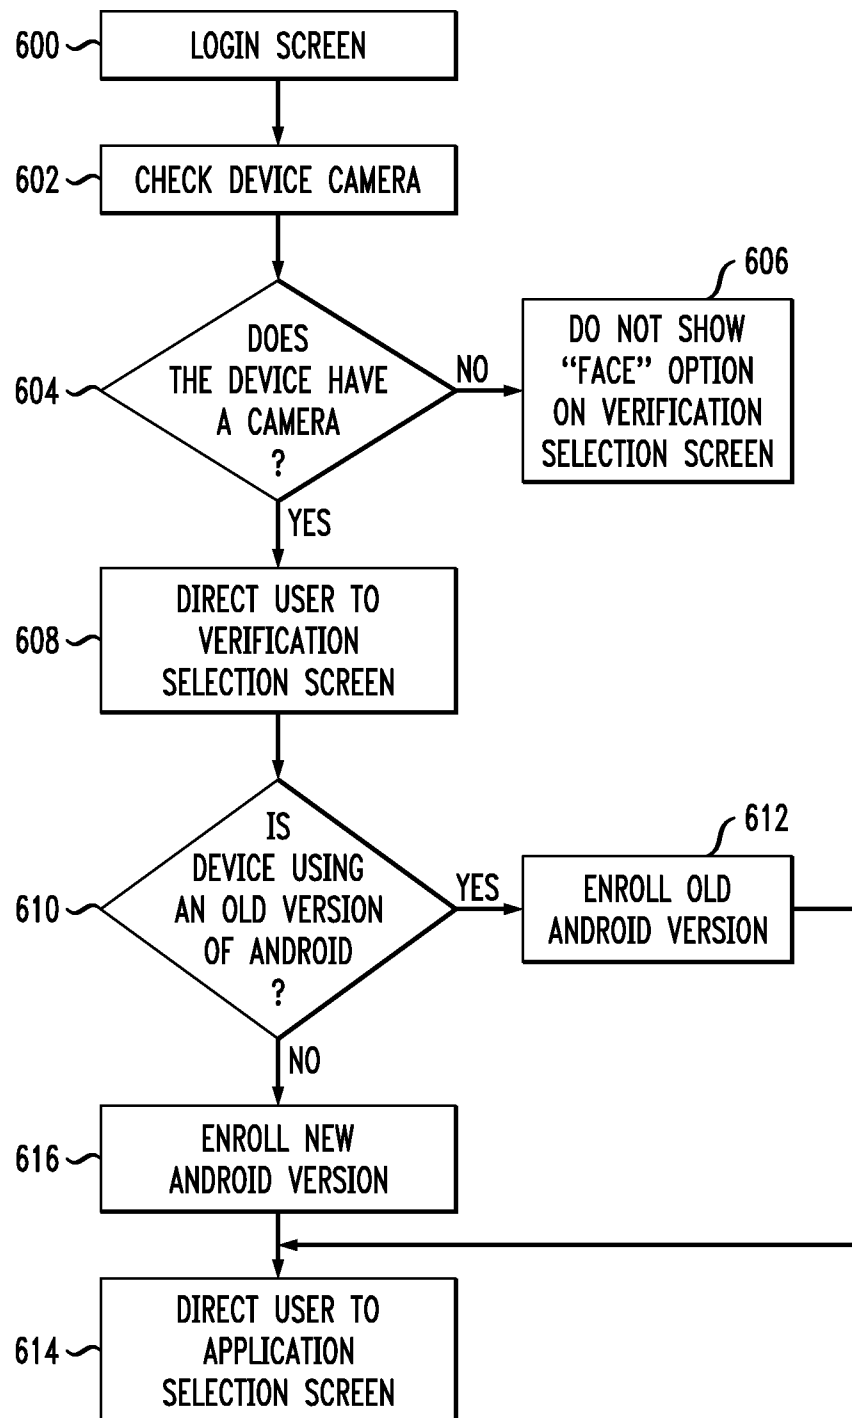 600
LOGIN SCREEN
602
CHECK DEVICE CAMERA
604
DOES
THE DEVICE HAVE
A CAMERA
?
NO
606
DO NOT SHOW
“FACE” OPTION
ON VERIFICATION
SELECTION SCREEN
YES
608
DIRECT USER TO
VERIFICATION
SELECTION SCREEN
610
IS
DEVICE USING
AN OLD VERSION
OF ANDROID
?
YES
612
ENROLL OLD
ANDROID VERSION
NO
616
ENROLL NEW
ANDROID VERSION
614
DIRECT USER TO
APPLICATION
SELECTION SCREEN